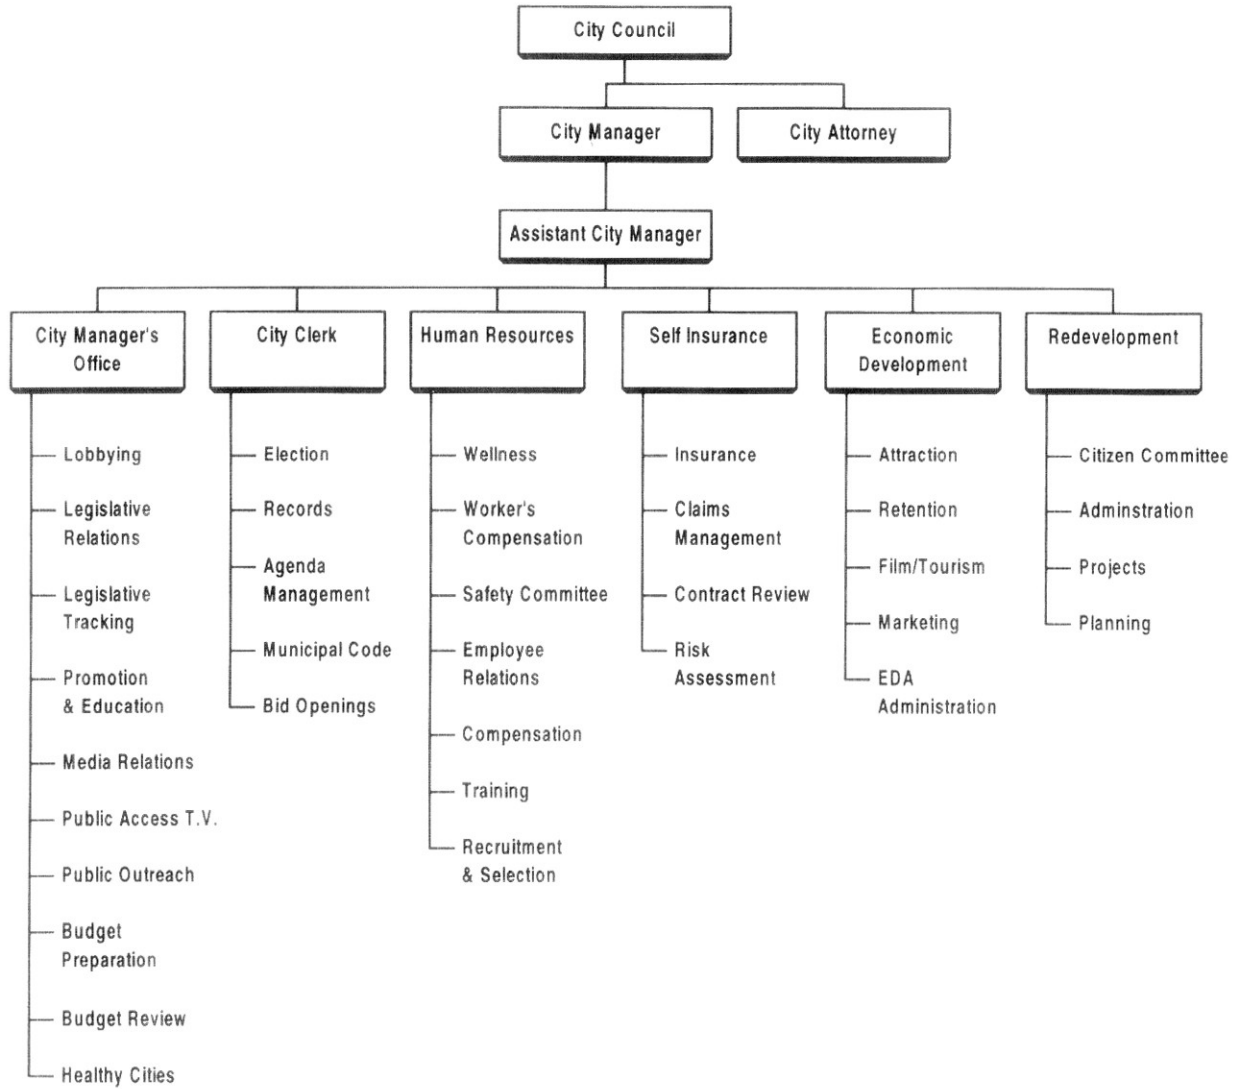 City Council
City Manager
City Attorney
Assistant City Manager
City Manager's
Office
City Clerk
Human Resources
Self Insurance
Economic
Development
Redevelopment
Lobbying
Legislative
Relations
Legislative
Tracking
Promotion
& Education
Media Relations
Public Access T.V.
Public Outreach
Budget
Preparation
Budget Review
Healthy Cities
Election
Records
Agenda
Management
Municipal Code
Bid Openings
Wellness
Worker's
Compensation
Safety Committee
Employee
Relations
Compensation
Training
Recruitment
& Selection
Insurance
Claims
Management
Contract Review
Risk
Assessment
Attraction
Retention
Film/Tourism
Marketing
EDA
Administration
Citizen Committee
Adminstration
Projects
Planning